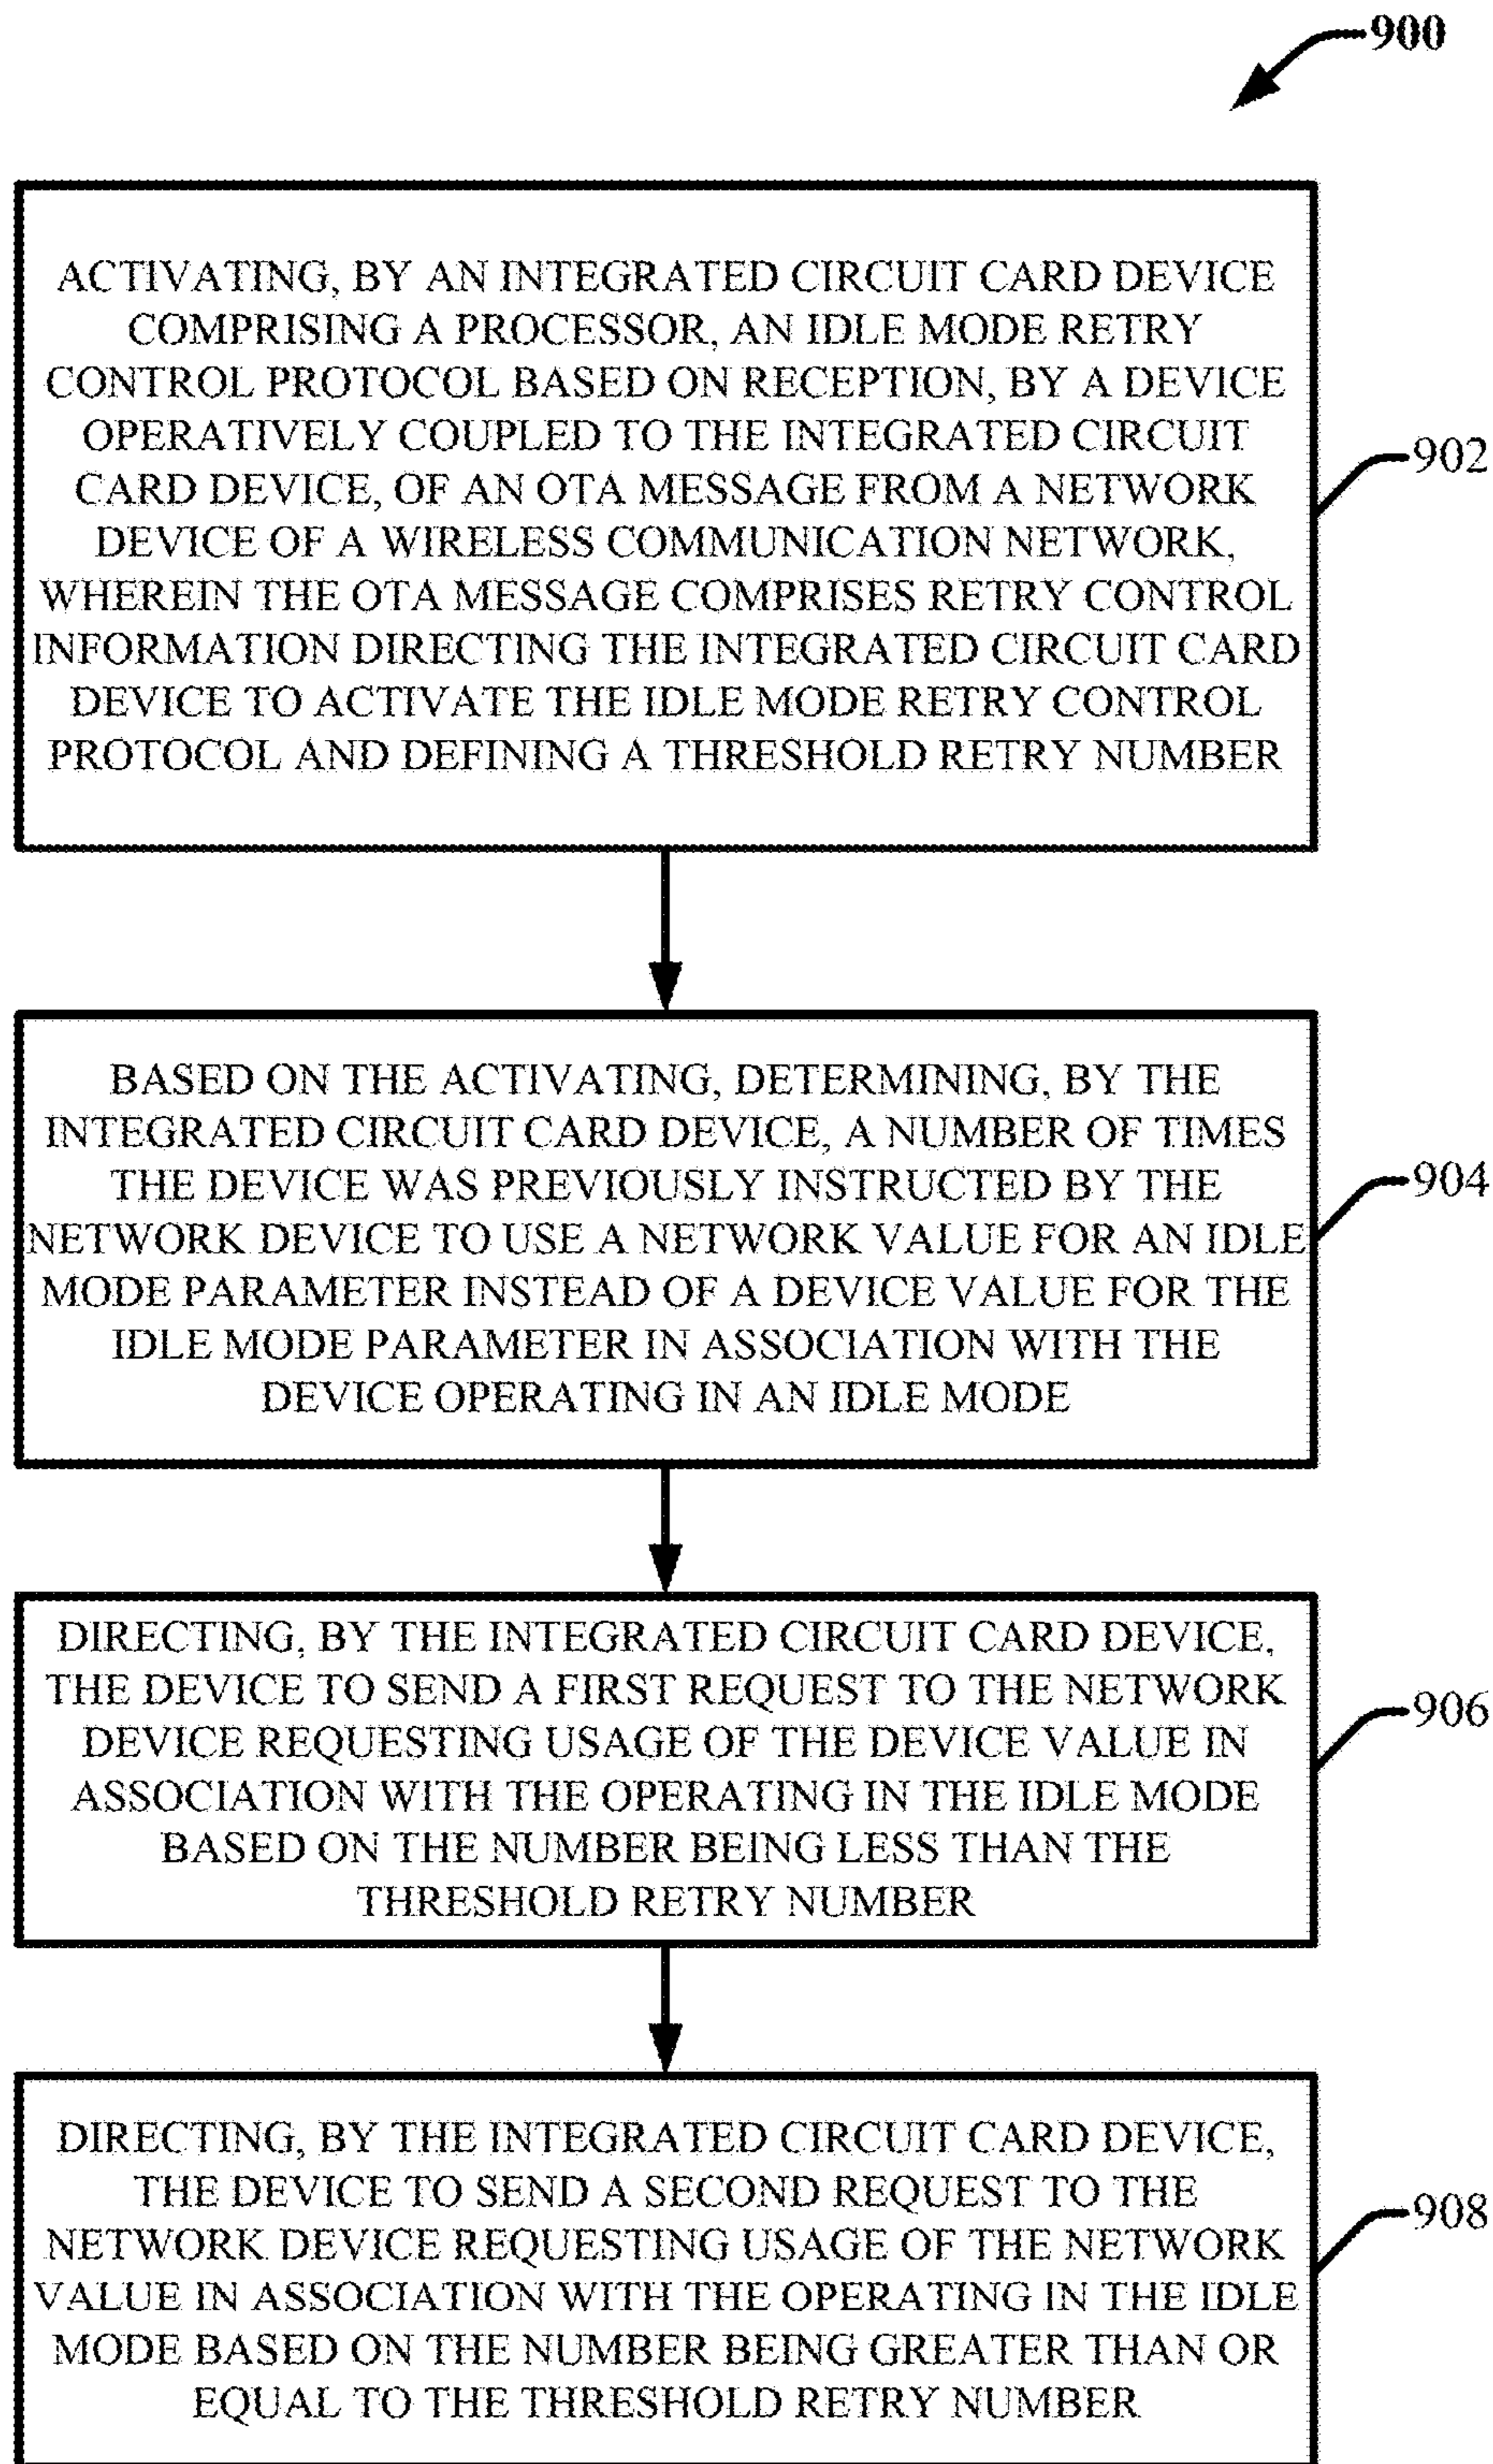 900
ACTIVATING, BY AN INTEGRATED CIRCUIT CARD DEVICE
COMPRISING A PROCESSOR, AN IDLE MODE RETRY
CONTROL PROTOCOL BASED ON RECEPTION, BY A DEVICE
OPERATIVELY COUPLED TO THE INTEGRATED CIRCUIT
CARD DEVICE, OF AN OTA MESSAGE FROM A NETWORK
DEVICE OF A WIRELESS COMMUNICATION NETWORK,
WHEREIN THE OTA MESSAGE COMPRISES RETRY CONTROL
INFORMATION DIRECTING THE INTEGRATED CIRCUIT CARD
DEVICE TO ACTIVATE THE IDLE MODE RETRY CONTROL
PROTOCOL AND DEFINING A THRESHOLD RETRY NUMBER
902
BASED ON THE ACTIVATING, DETERMINING, BY THE
INTEGRATED CIRCUIT CARD DEVICE, A NUMBER OF TIMES
THE DEVICE WAS PREVIOUSLY INSTRUCTED BY THE
NETWORK DEVICE TO USE A NETWORK VALUE FOR AN IDLE
MODE PARAMETER INSTEAD OF A DEVICE VALUE FOR THE
IDLE MODE PARAMETER IN ASSOCIATION WITH THE
DEVICE OPERATING IN AN IDLE MODE
904
DIRECTING, BY THE INTEGRATED CIRCUIT CARD DEVICE,
THE DEVICE TO SEND A FIRST REQUEST TO THE NETWORK
DEVICE REQUESTING USAGE OF THE DEVICE VALUE IN
ASSOCIATION WITH THE OPERATING IN THE IDLE MODE
BASED ON THE NUMBER BEING LESS THAN THE
THRESHOLD RETRY NUMBER
906
DIRECTING, BY THE INTEGRATED CIRCUIT CARD DEVICE,
THE DEVICE TO SEND A SECOND REQUEST TO THE
NETWORK DEVICE REQUESTING USAGE OF THE NETWORK
VALUE IN ASSOCIATION WITH THE OPERATING IN THE IDLE
MODE BASED ON THE NUMBER BEING GREATER THAN OR
EQUAL TO THE THRESHOLD RETRY NUMBER
908